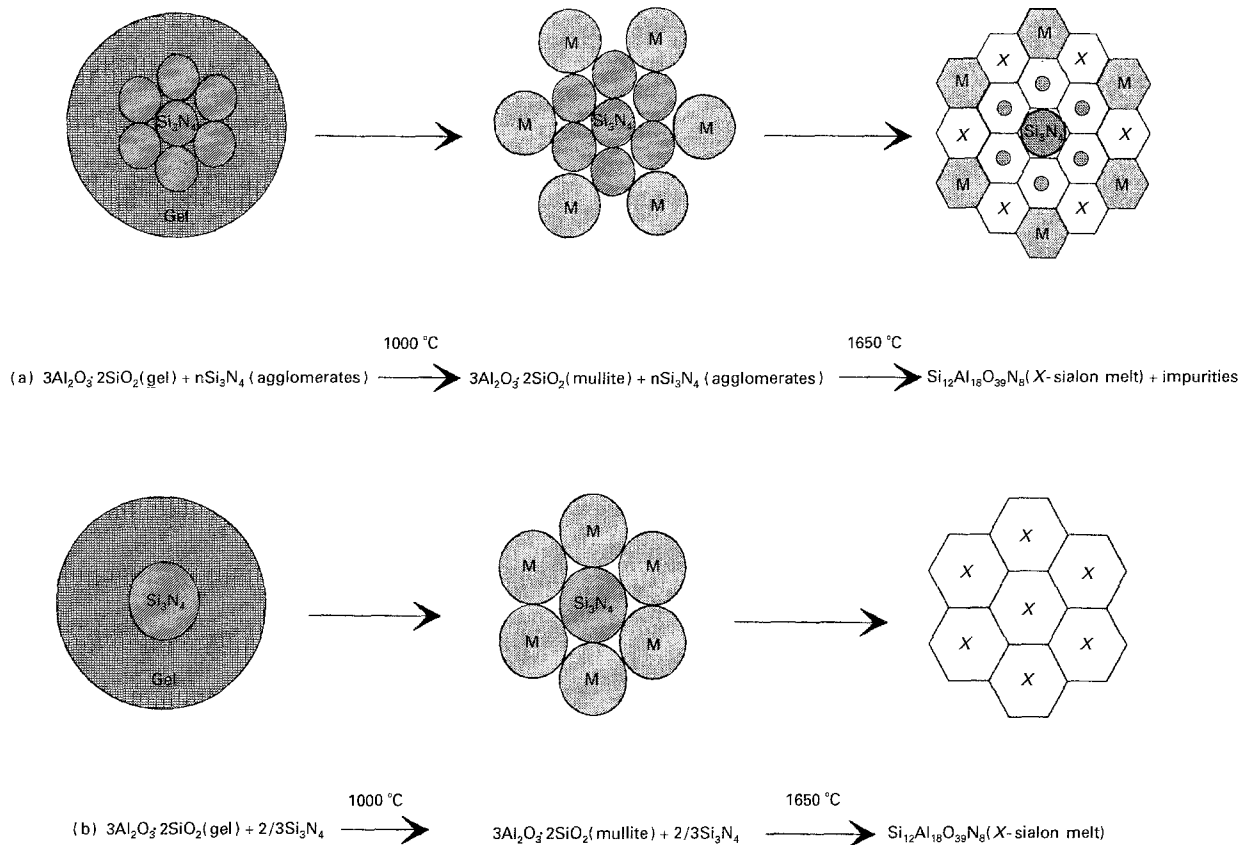 M M
M
X X
M M
Si₃N₄
M Si₃N₄ M
X Si₃N₄ X
M M
Gel
M M
X X
M
1000 °C
1650 °C
(a) 3Al₂O₃·2SiO₂(gel) + nSi₃N₄ (agglomerates)
3Al₂O₃·2SiO₂(mullite) + nSi₃N₄ (agglomerates)
Si₁₂Al₁₈O₃₉N₈(X-sialon melt) + impurities
Si₃N₄
Gel
M
M M
Si₃N₄
M M
M
X
X X
X
X X
X
1000 °C
1650 °C
(b) 3Al₂O₃·2SiO₂(gel) + 2/3Si₃N₄
3Al₂O₃·2SiO₂(mullite) + 2/3Si₃N₄
Si₁₂Al₁₈O₃₉N₈(X-sialon melt)